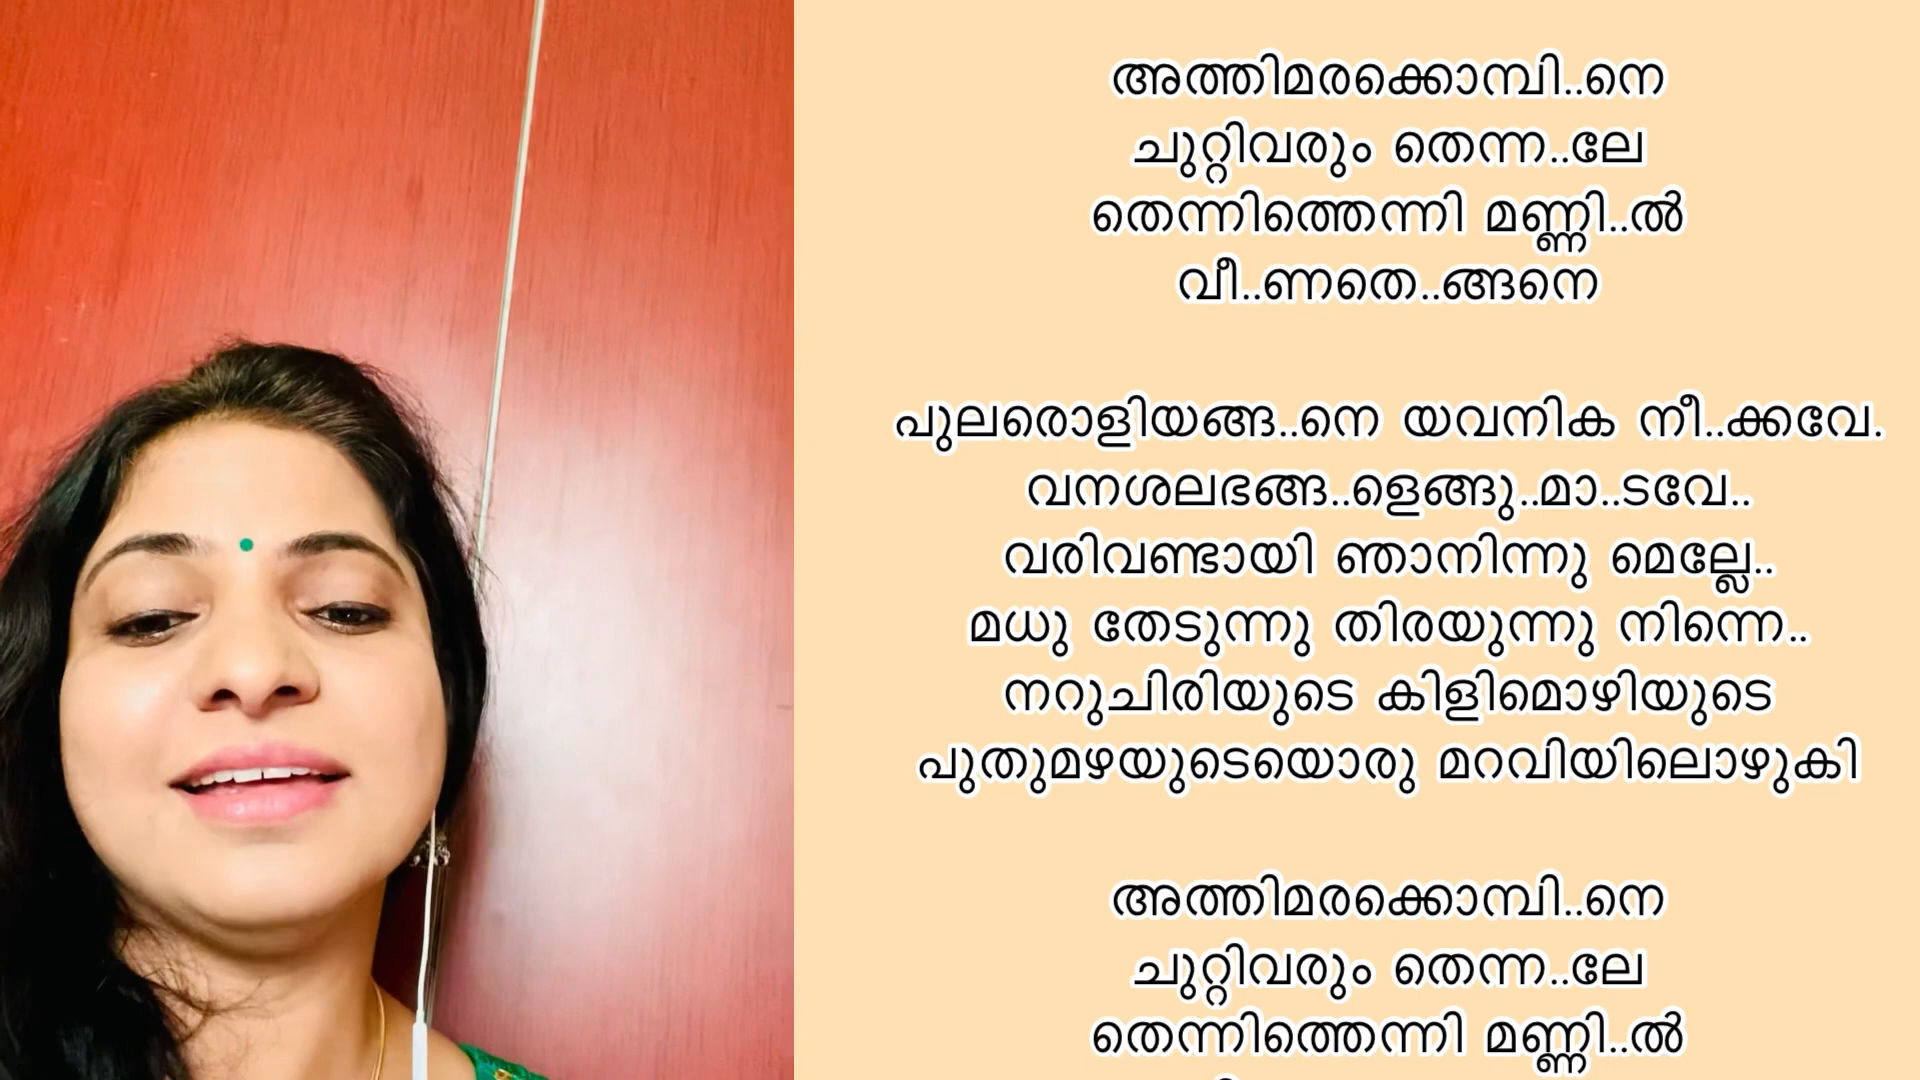 അത്തിമരക്കൊമ്പി..നെ
ചുറ്റിവരും തെന്ന..ലേ
തെന്നിത്തെന്നി മണ്ണി..ൽ
വീ..ണതെ..ങ്ങനെ
പുലരൊളിയങ്ങ..നെ യവനിക നീ..ക്കവേ.
വനശലഭങ്ങ..ളെങ്ങു..മാ..ടവേ..
വരിവണ്ടായി ഞാനിന്നു മെല്ലേ..
മധു തേടുന്നു തിരയുന്നു നിന്നെ..
നറുചിരിയുടെ കിളിമൊഴിയുടെ
പുതുമഴയുടെയൊരു മറവിയിലൊഴുകി
അത്തിമരക്കൊമ്പി..നെ
ചുറ്റിവരും തെന്ന..ലേ
തെന്നിത്തെന്നി മണ്ണി..ൽ